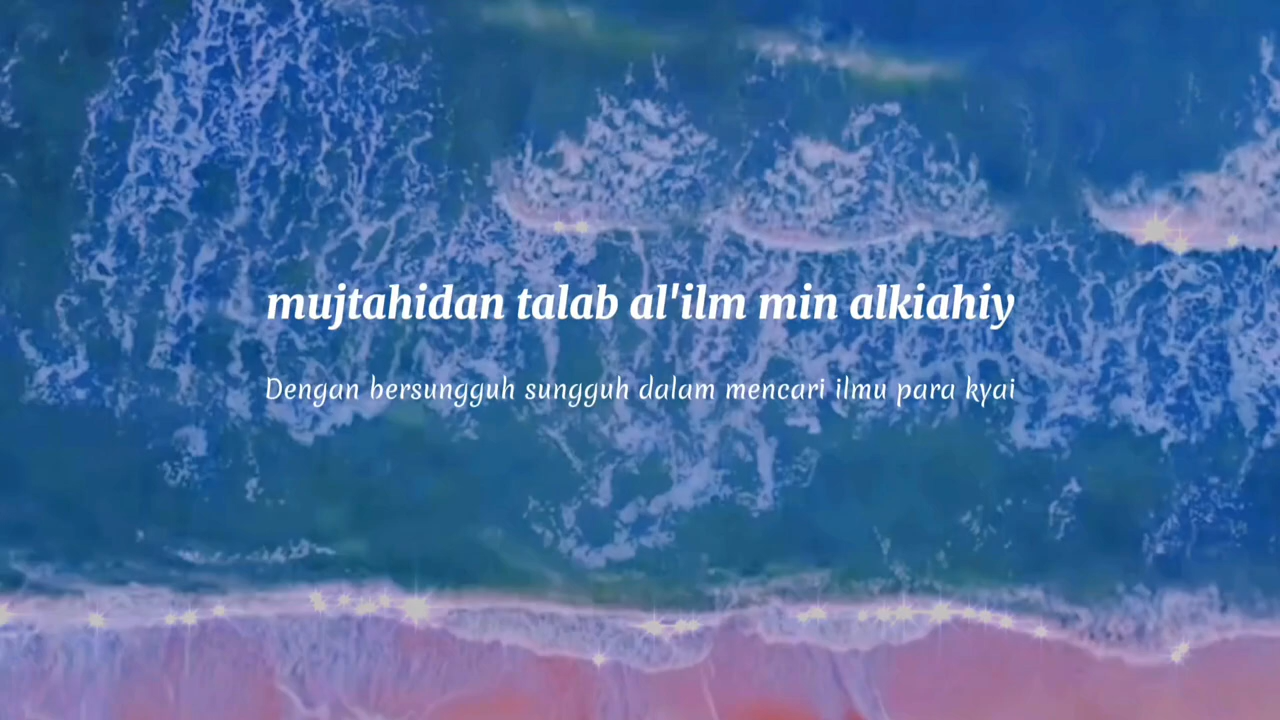 mujtahidan talab al'ilm min alkiahiy
Dengan bersungguh sungguh dalam mencari ilmu para kyai